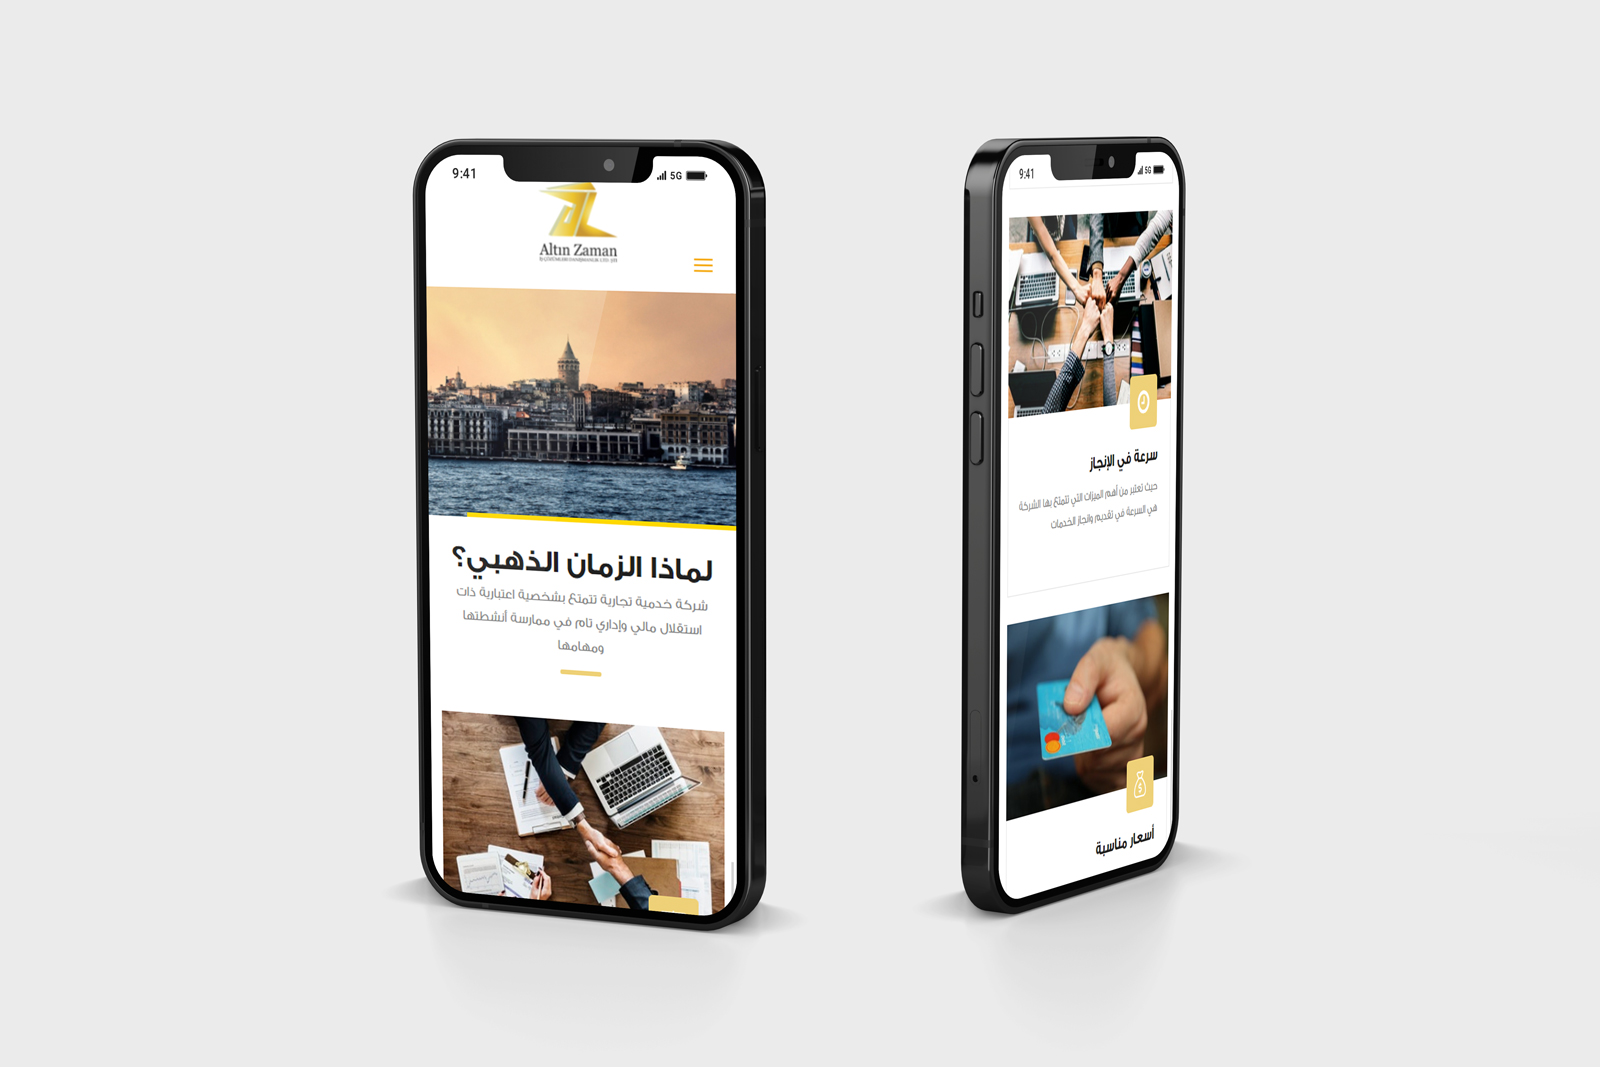 9:41
5G
Altın Zaman
لماذا الزمان الذهبي؟
شركة خدمية تجارية تتمتع بشخصية اعتبارية ذات
استقلال مالي وإداري تام في ممارسة أنشطتها
ومهامها
9:41
5G
سرعة في الإنجاز
حيث تعتبر من أهم الميزات التي تتمتع بها الشركة
هي السرعة في تقديم وانجاز الخدمات
أسعار مناسبة